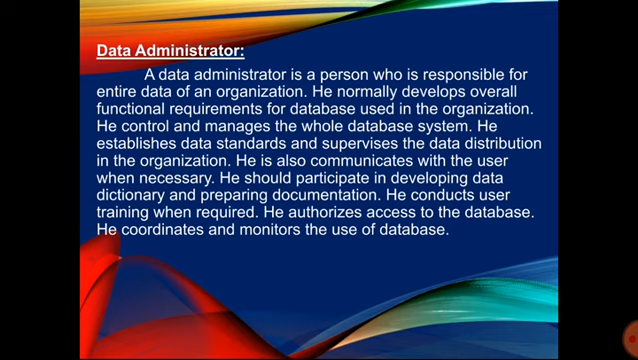 Data Administrator:
A data administrator is a person who is responsible for
entire data of an organization. He normally develops overall
functional requirements for database used in the organization.
He control and manages the whole database system. He
establishes data standards and supervises the data distribution
in the organization. He is also communicates with the user
when necessary. He should participate in developing data
dictionary and preparing documentation. He conducts user
training when required. He authorizes access to the database.
He coordinates and monitors the use of database.